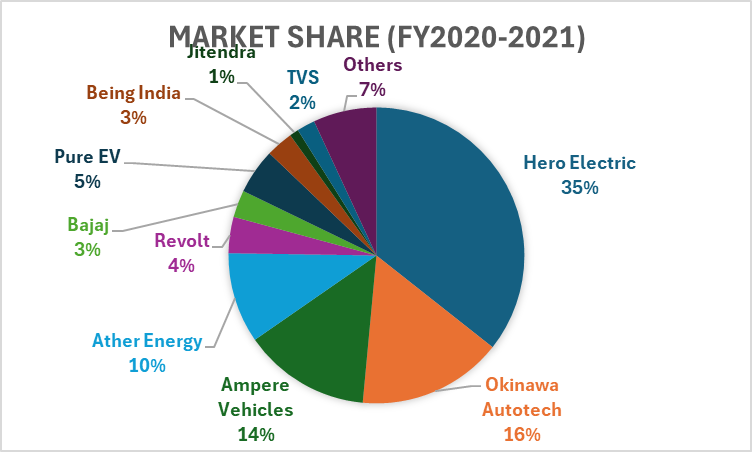 MARKET SHARE (FY2020-2021)
Hero Electric
35%
Okinawa
Autotech
16%
Ampere
Vehicles
14%
Ather Energy
10%
Revolt
4%
Bajaj
3%
Pure EV
5%
Being India
3%
Jitendra
1%
TVS
2%
Others
7%